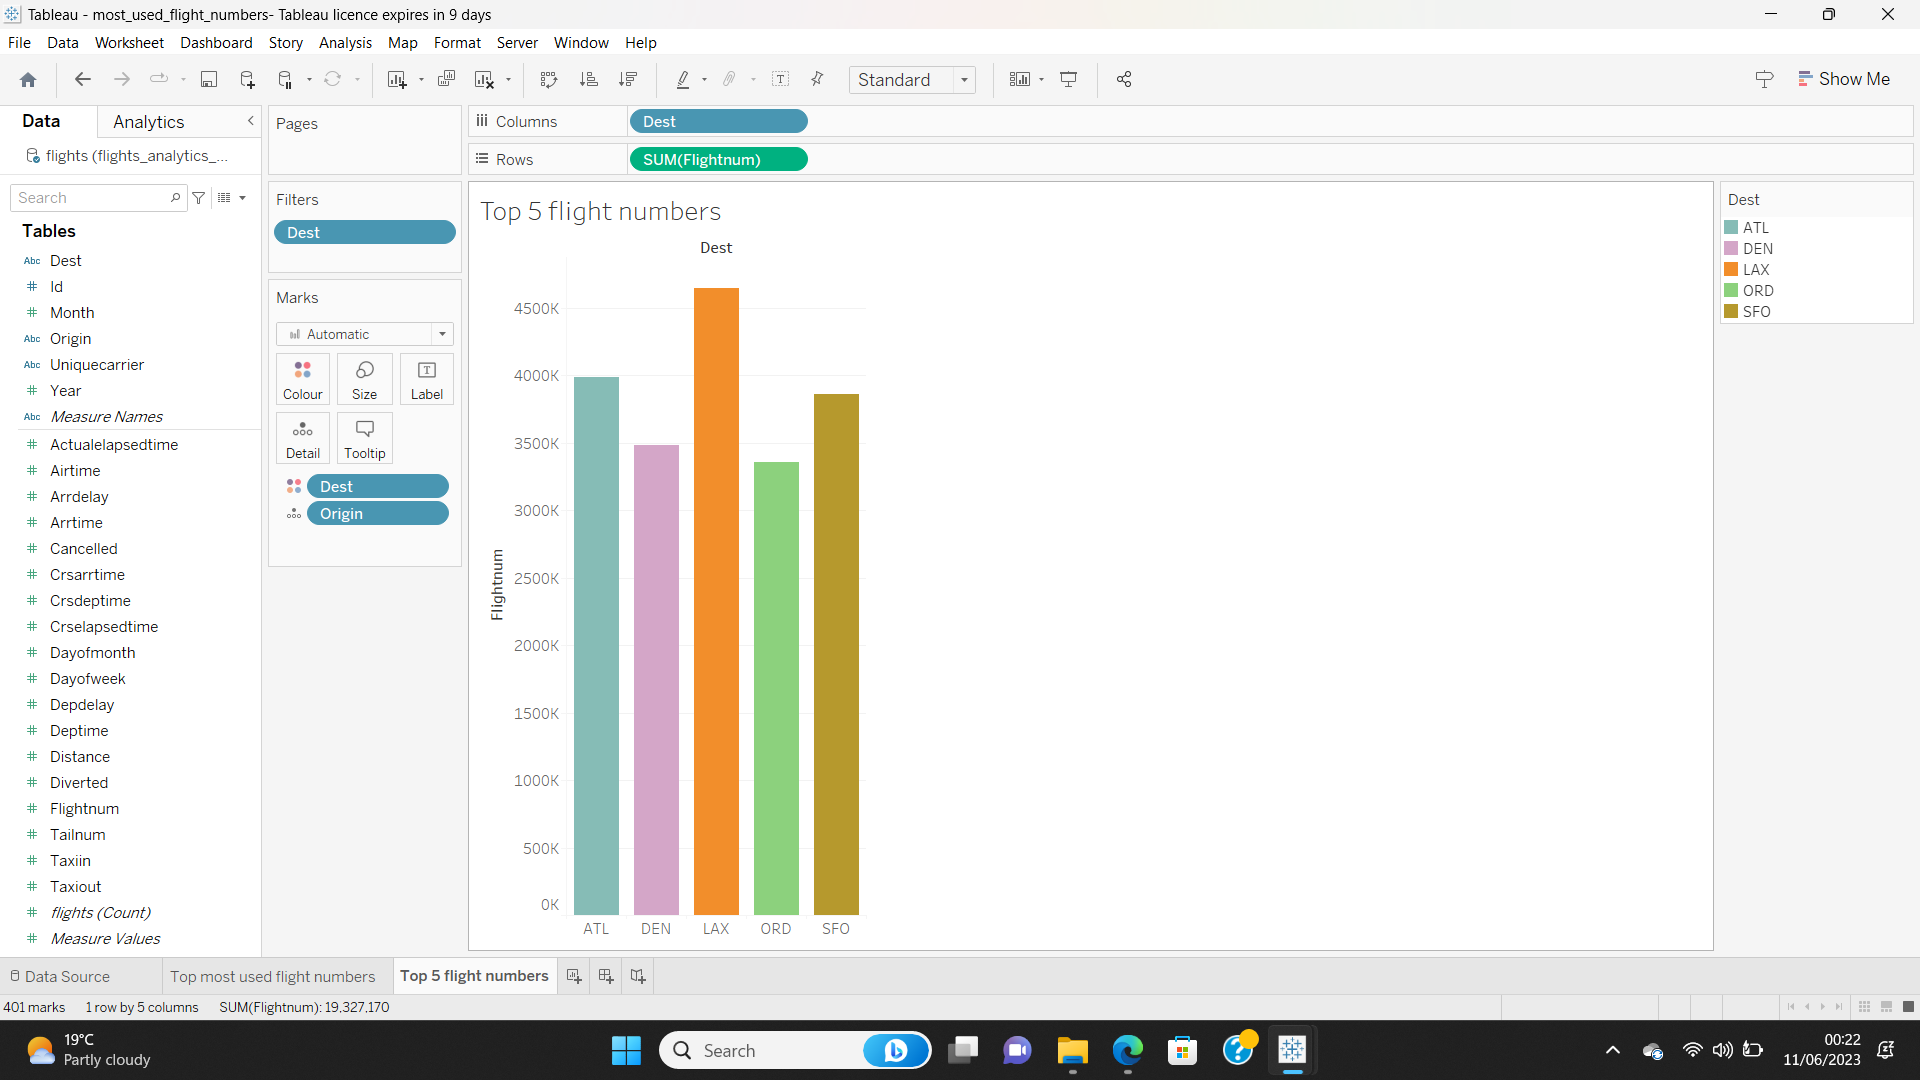 Tableau - most_used_flight_numbers- Tableau licence expires in 9 days
File Data Worksheet Dashboard Story Analysis Map Format Server Window Help
Standard
Show Me
Data Analytics
flights (flights_analytics_...
Search
Tables
Abc Dest
# Id
# Month
Abc Origin
Abc Uniquecarrier
# Year
Abc Measure Names
# Actualelapsedtime
# Airtime
# Arrdelay
# Arrtime
# Cancelled
# Crsarrtime
# Crsdeptime
# Crselapsedtime
# Dayofmonth
# Dayofweek
# Depdelay
# Deptime
# Distance
# Diverted
# Flightnum
# Tailnum
# Taxiin
# Taxiout
# flights (Count)
# Measure Values
Pages
Filters
Dest
Marks
Automatic
Colour Size Label
Detail Tooltip
Dest
Origin
Columns Dest
Rows SUM(Flightnum)
Top 5 flight numbers
Dest
Flightnum
4500K
4000K
3500K
3000K
2500K
2000K
1500K
1000K
500K
0K
ATL DEN LAX ORD SFO
Dest
ATL
DEN
LAX
ORD
SFO
Data Source Top most used flight numbers Top 5 flight numbers
401 marks 1 row by 5 columns SUM(Flightnum): 19,327,170
19°C
Partly cloudy
Search
00:22
11/06/2023